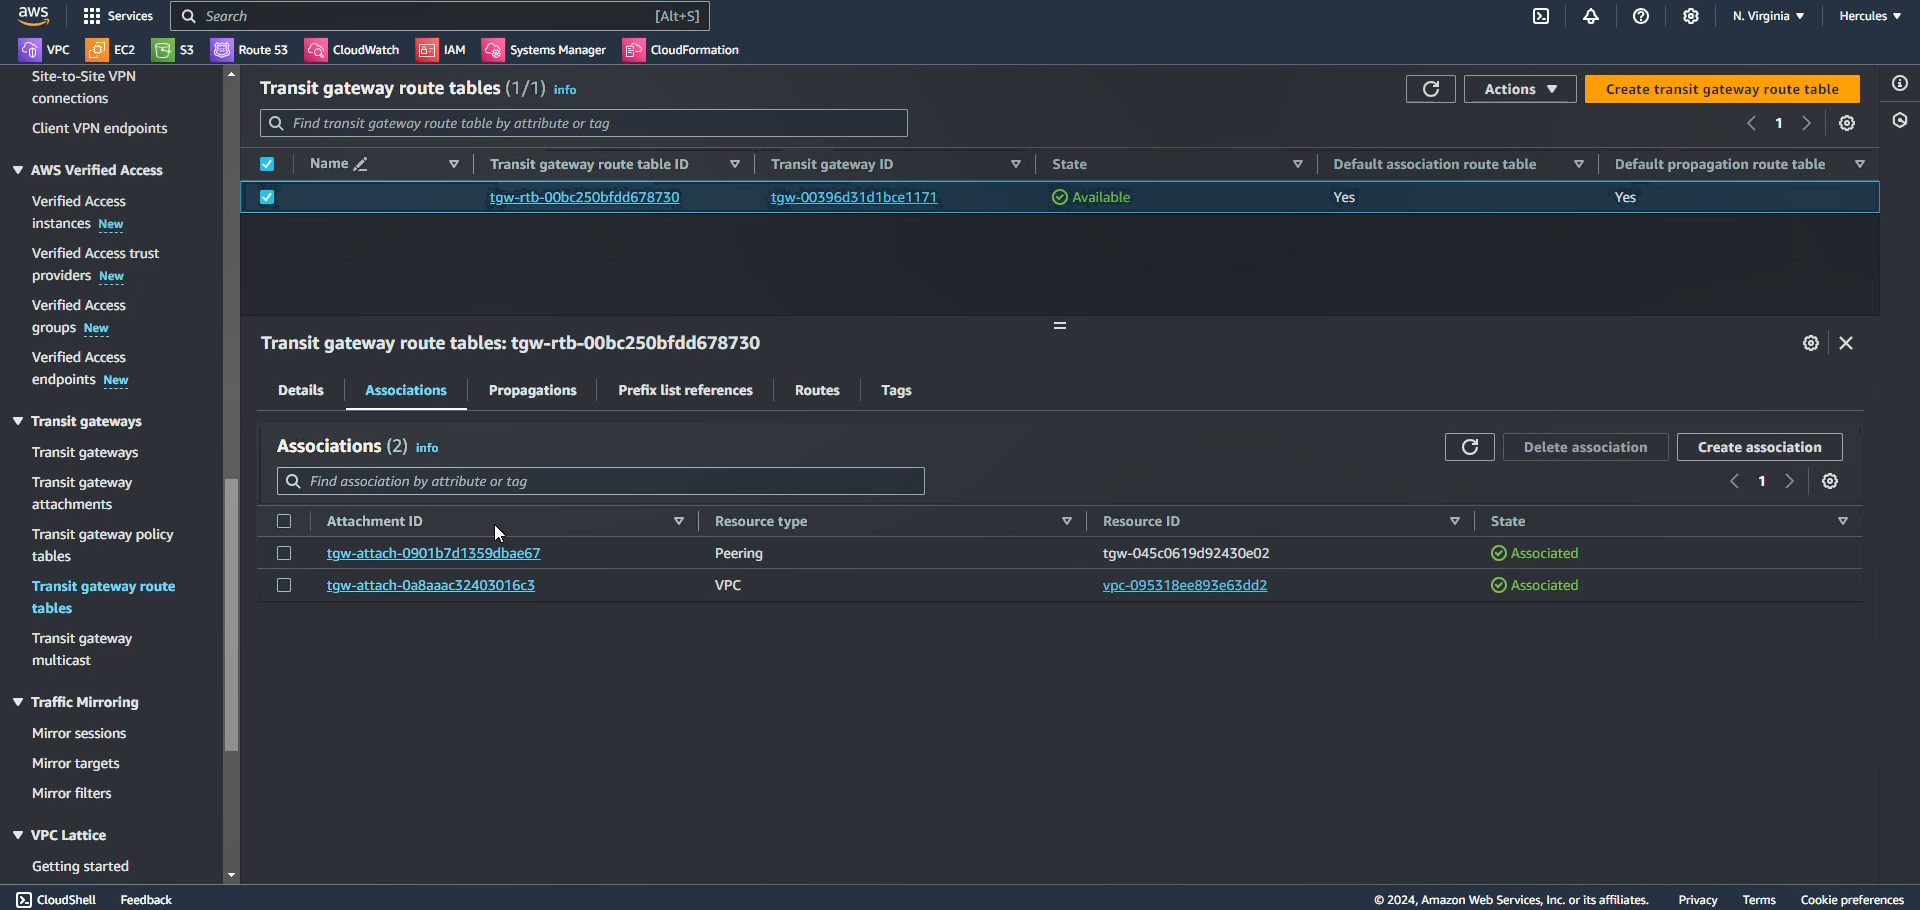 aws Services Search [Alt+S] N. Virginia Hercules
VPC EC2 S3 Route 53 CloudWatch IAM Systems Manager CloudFormation
Site-to-Site VPN
connections
Client VPN endpoints
AWS Verified Access
Verified Access
instances New
Verified Access trust
providers New
Verified Access
groups New
Verified Access
endpoints New
Transit gateways
Transit gateways
Transit gateway
attachments
Transit gateway policy
tables
Transit gateway route
tables
Transit gateway
multicast
Traffic Mirroring
Mirror sessions
Mirror targets
Mirror filters
VPC Lattice
Getting started
Transit gateway route tables (1/1) info
Actions Create transit gateway route table
Find transit gateway route table by attribute or tag
1
Name Transit gateway route table ID Transit gateway ID State Default association route table Default propagation route table
tgw-rtb-00bc250bfdd678730 tgw-00396d31d1bce1171 Available Yes Yes
Transit gateway route tables: tgw-rtb-00bc250bfdd678730
Details Associations Propagations Prefix list references Routes Tags
Associations (2) info
Delete association Create association
Find association by attribute or tag
1
Attachment ID Resource type Resource ID State
tgw-attach-0901b7d1359dbae67 Peering tgw-045c0619d92430e02 Associated
tgw-attach-0a8aaac32403016c3 VPC vpc-095318ee893e63dd2 Associated
CloudShell Feedback © 2024, Amazon Web Services, Inc. or its affiliates. Privacy Terms Cookie preferences